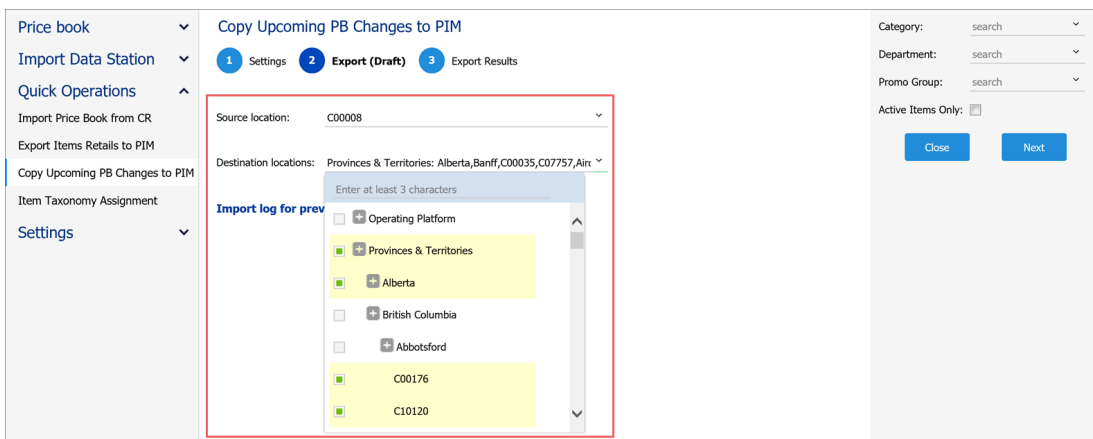 Price book
Import Data Station
Quick Operations
Import Price Book from CR
Export Items Retails to PIM
Copy Upcoming PB Changes to PIM
Item Taxonomy Assignment
Settings
Copy Upcoming PB Changes to PIM
1 Settings 2 Export (Draft) 3 Export Results
Source location: C00008
Destination locations: Provinces & Territories: Alberta,Banff,C00035,C07757,Air
Enter at least 3 characters
Import log for prev
Operating Platform
Provinces & Territories
Alberta
British Columbia
Abbotsford
C00176
C10120
Category: search
Department: search
Promo Group: search
Active Items Only:
Close Next